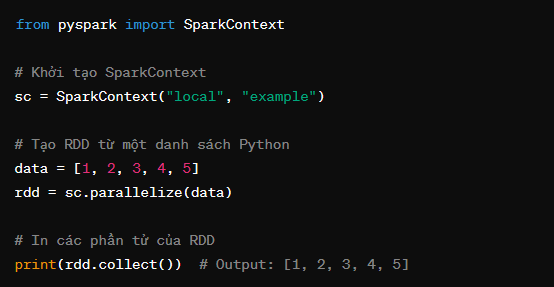 from pyspark import SparkContext
# Khởi tạo SparkContext
sc = SparkContext("local", "example")
# Tạo RDD từ một danh sách Python
data = [1, 2, 3, 4, 5]
rdd = sc.parallelize(data)
# In các phần tử của RDD
print(rdd.collect())  # Output: [1, 2, 3, 4, 5]